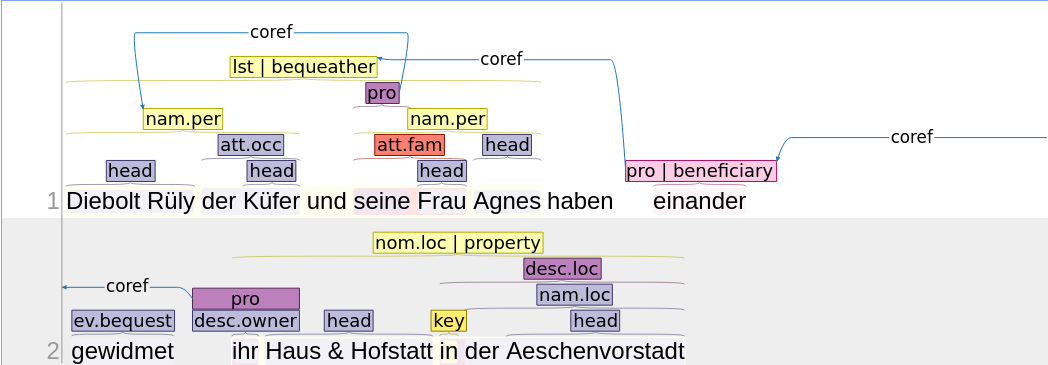 coref
lst | bequeather coref
pro
nam.per nam.per coref
att.occ att.fam head
head head head pro | beneficiary
1 Diebolt Rüly der Küfer und seine Frau Agnes haben einander
nom.loc | property
desc.loc
coref pro nam.loc
ev.bequest desc.owner head key head
2 gewidmet ihr Haus & Hofstatt in der Aeschenvorstadt